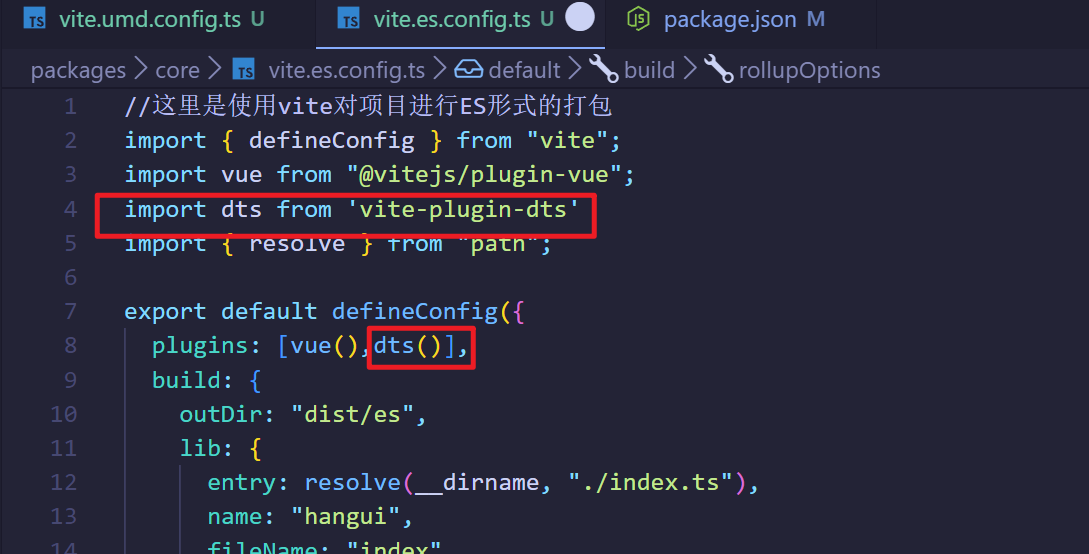 TS vite.umd.config.ts U TS vite.es.config.ts U JS package.json M
packages > core > TS vite.es.config.ts > default > build > rollupOptions
1 //这里是使用vite对项目进行ES形式的打包
2 import { defineConfig } from "vite";
3 import vue from "@vitejs/plugin-vue";
4 import dts from 'vite-plugin-dts'
5 import { resolve } from "path";
6
7 export default defineConfig({
8 plugins: [vue(),dts()],
9 build: {
10 outDir: "dist/es",
11 lib: {
12 entry: resolve(__dirname, "./index.ts"),
13 name: "hangui",
14 fileName: "index"